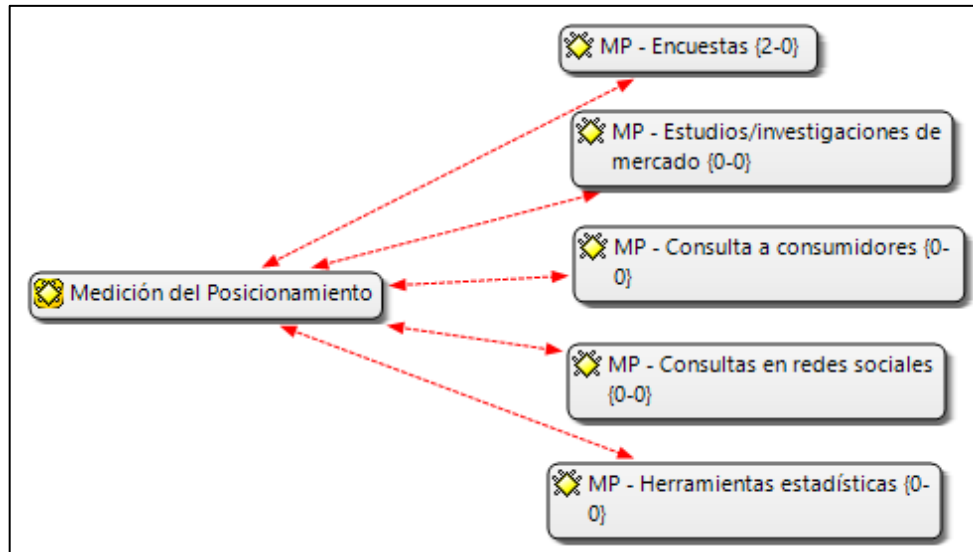 MP - Encuestas {2-0}
MP - Estudios/investigaciones de
mercado {0-0}
MP - Consulta a consumidores {0-
0}
Medición del Posicionamiento
MP - Consultas en redes sociales
{0-0}
MP - Herramientas estadísticas {0-
0}